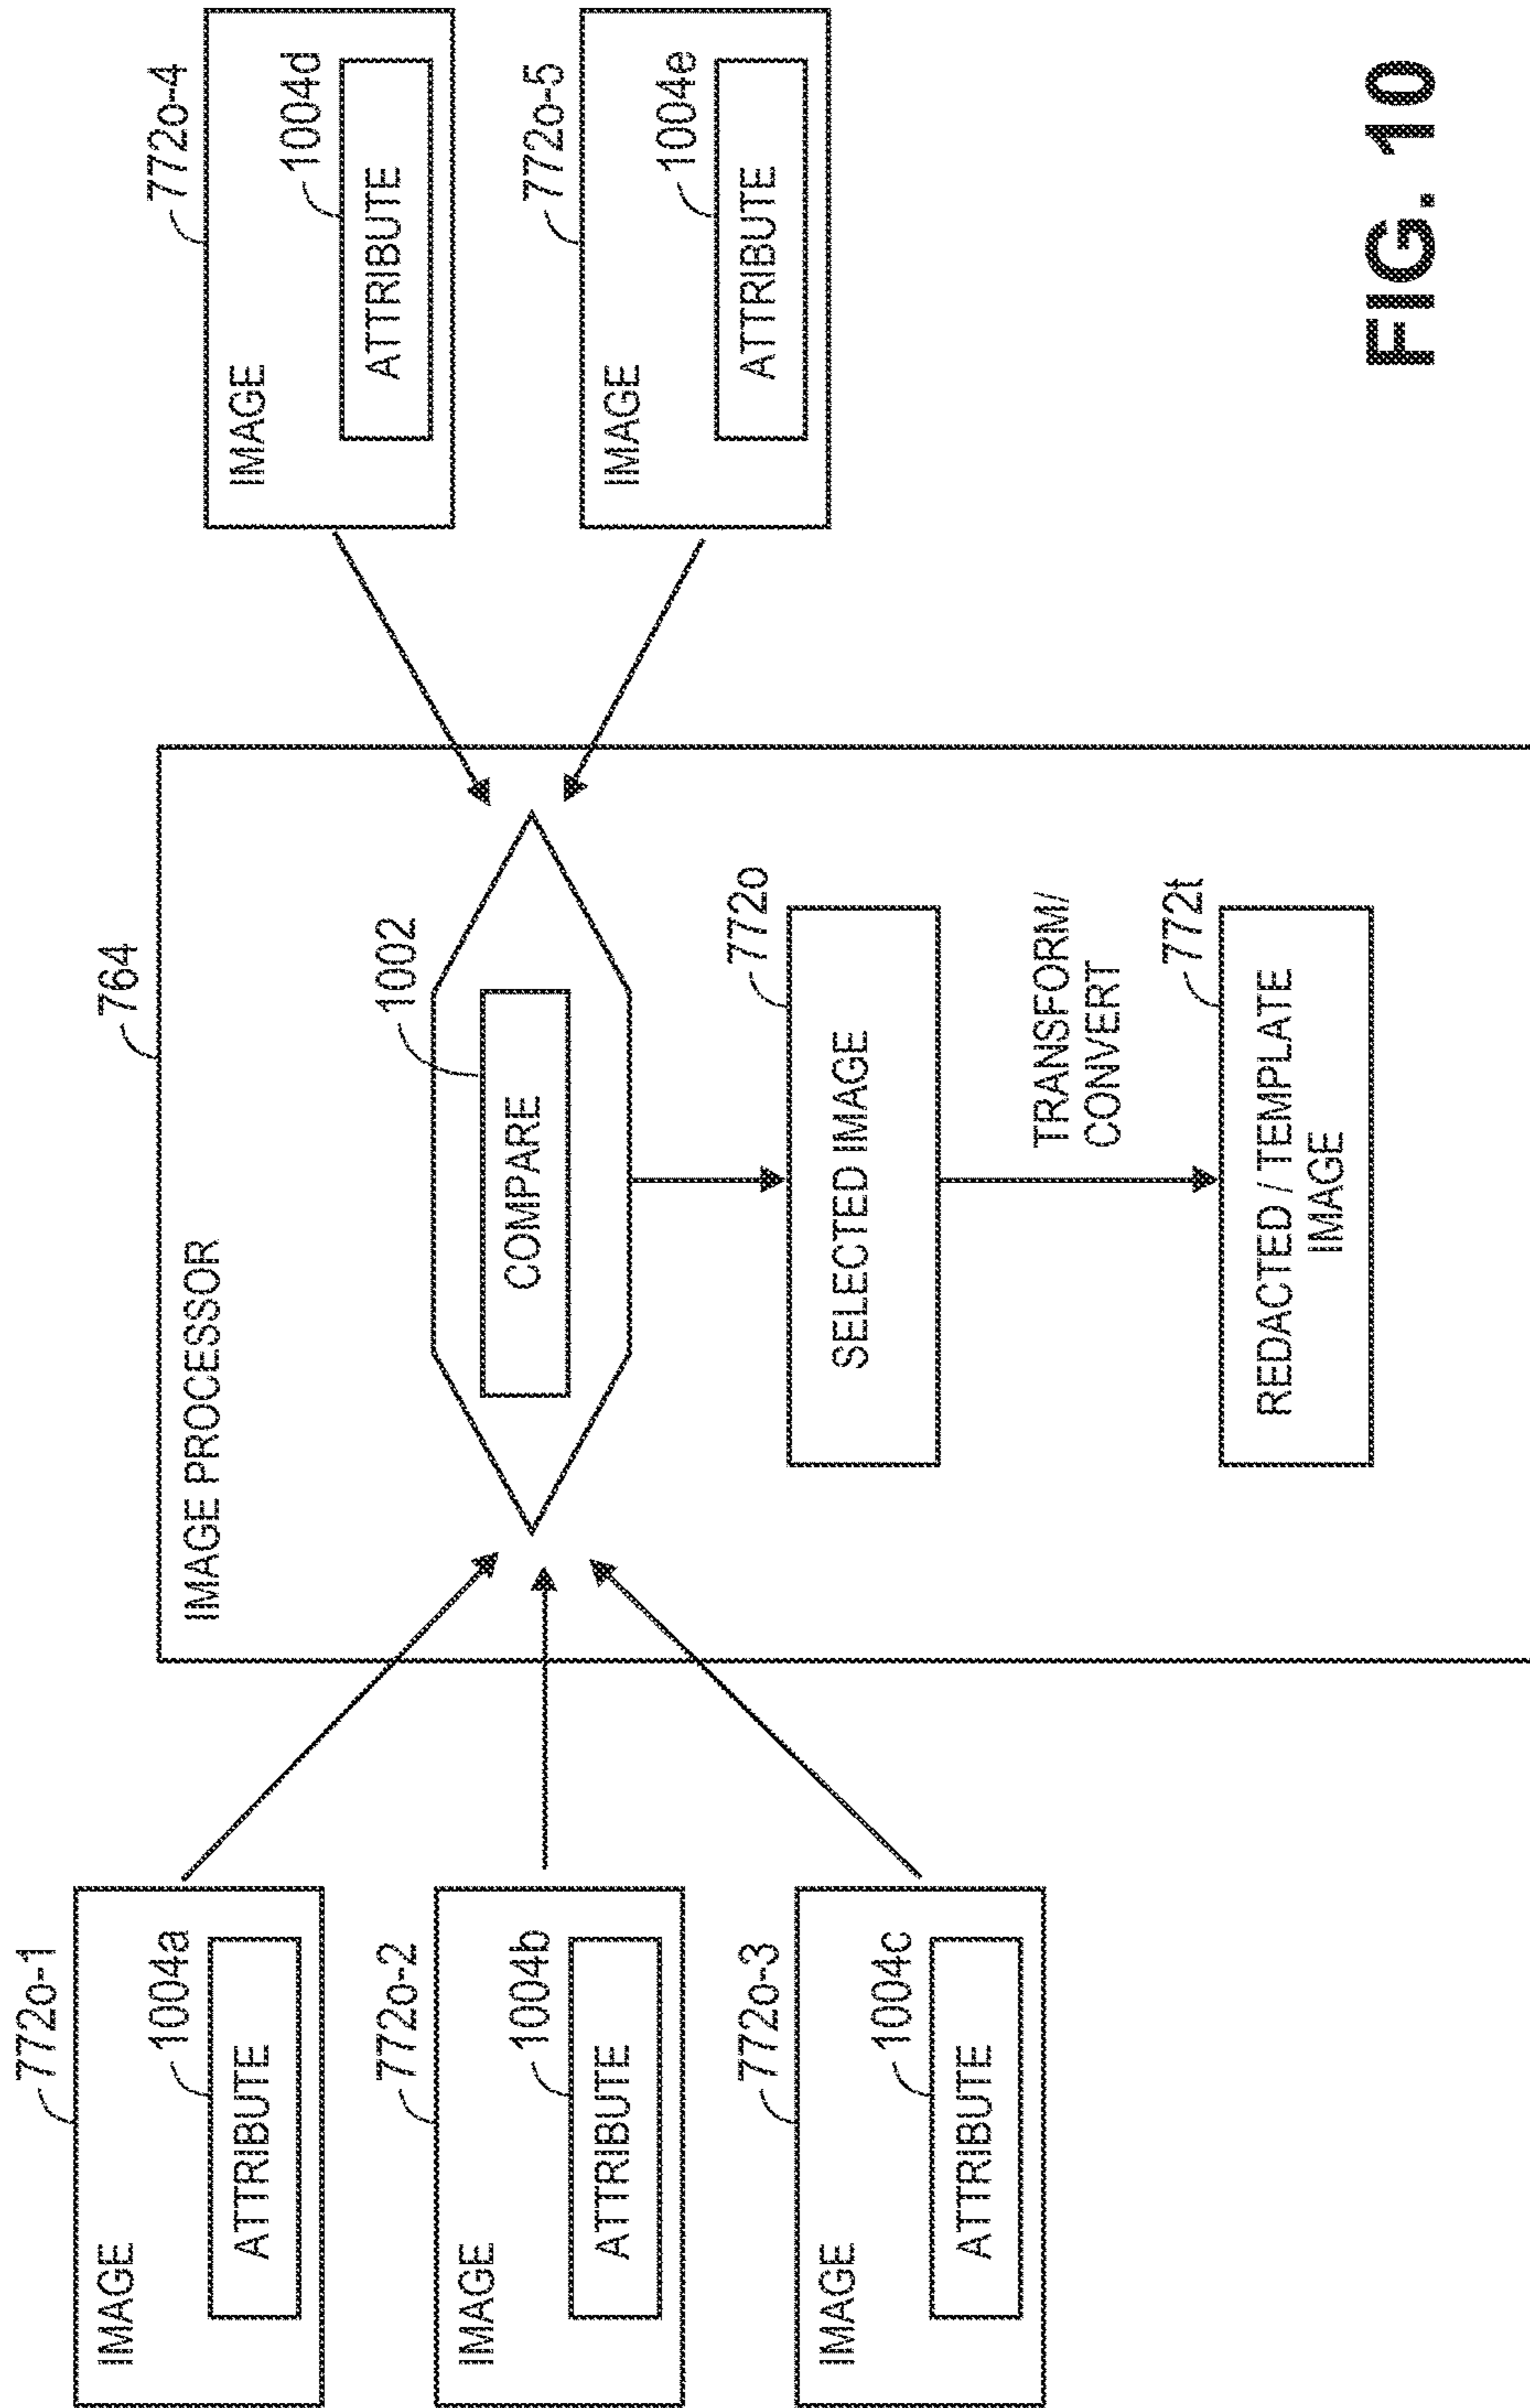 772o-1
IMAGE
1004a
ATTRIBUTE
772o-2
IMAGE
1004b
ATTRIBUTE
772o-3
IMAGE
1004c
ATTRIBUTE
764
IMAGE PROCESSOR
1002
COMPARE
772o
SELECTED IMAGE
TRANSFORM/
CONVERT
772t
REDACTED / TEMPLATE
IMAGE
772o-4
IMAGE
1004d
ATTRIBUTE
772o-5
IMAGE
1004e
ATTRIBUTE
FIG. 10